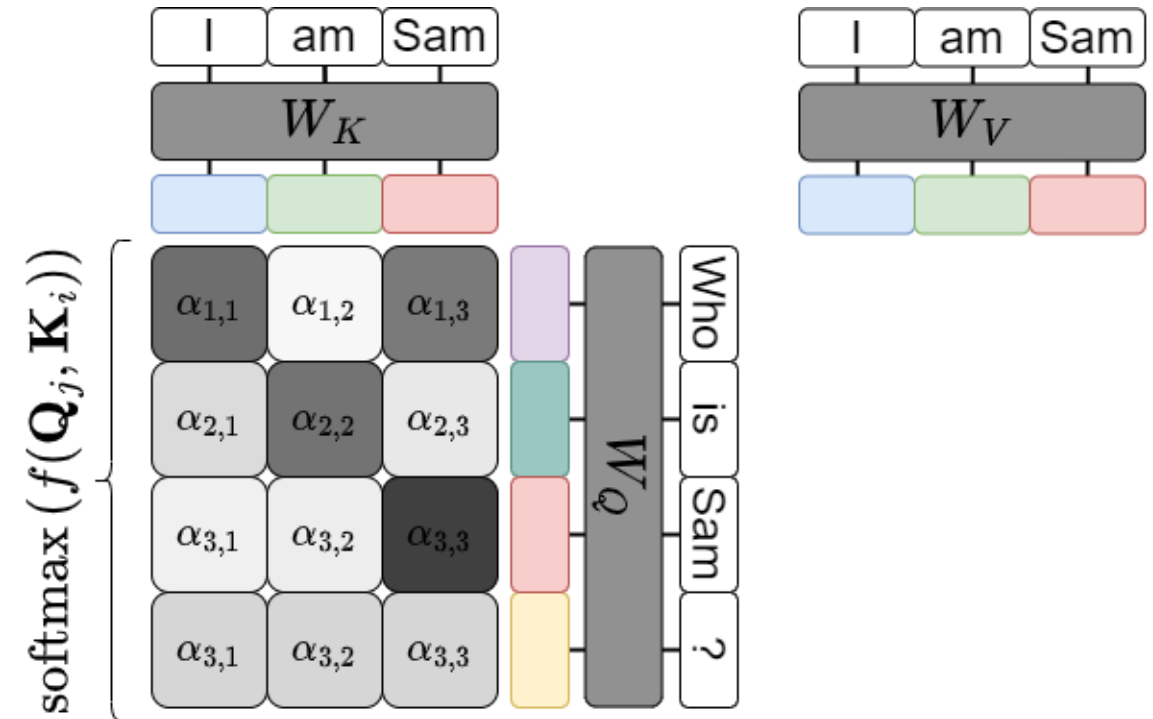 I am Sam
W_K
I am Sam
W_V
softmax (f(Q_j, K_i))
α_{1,1} α_{1,2} α_{1,3}
α_{2,1} α_{2,2} α_{2,3}
α_{3,1} α_{3,2} α_{3,3}
α_{3,1} α_{3,2} α_{3,3}
W_Q
Who is Sam ?